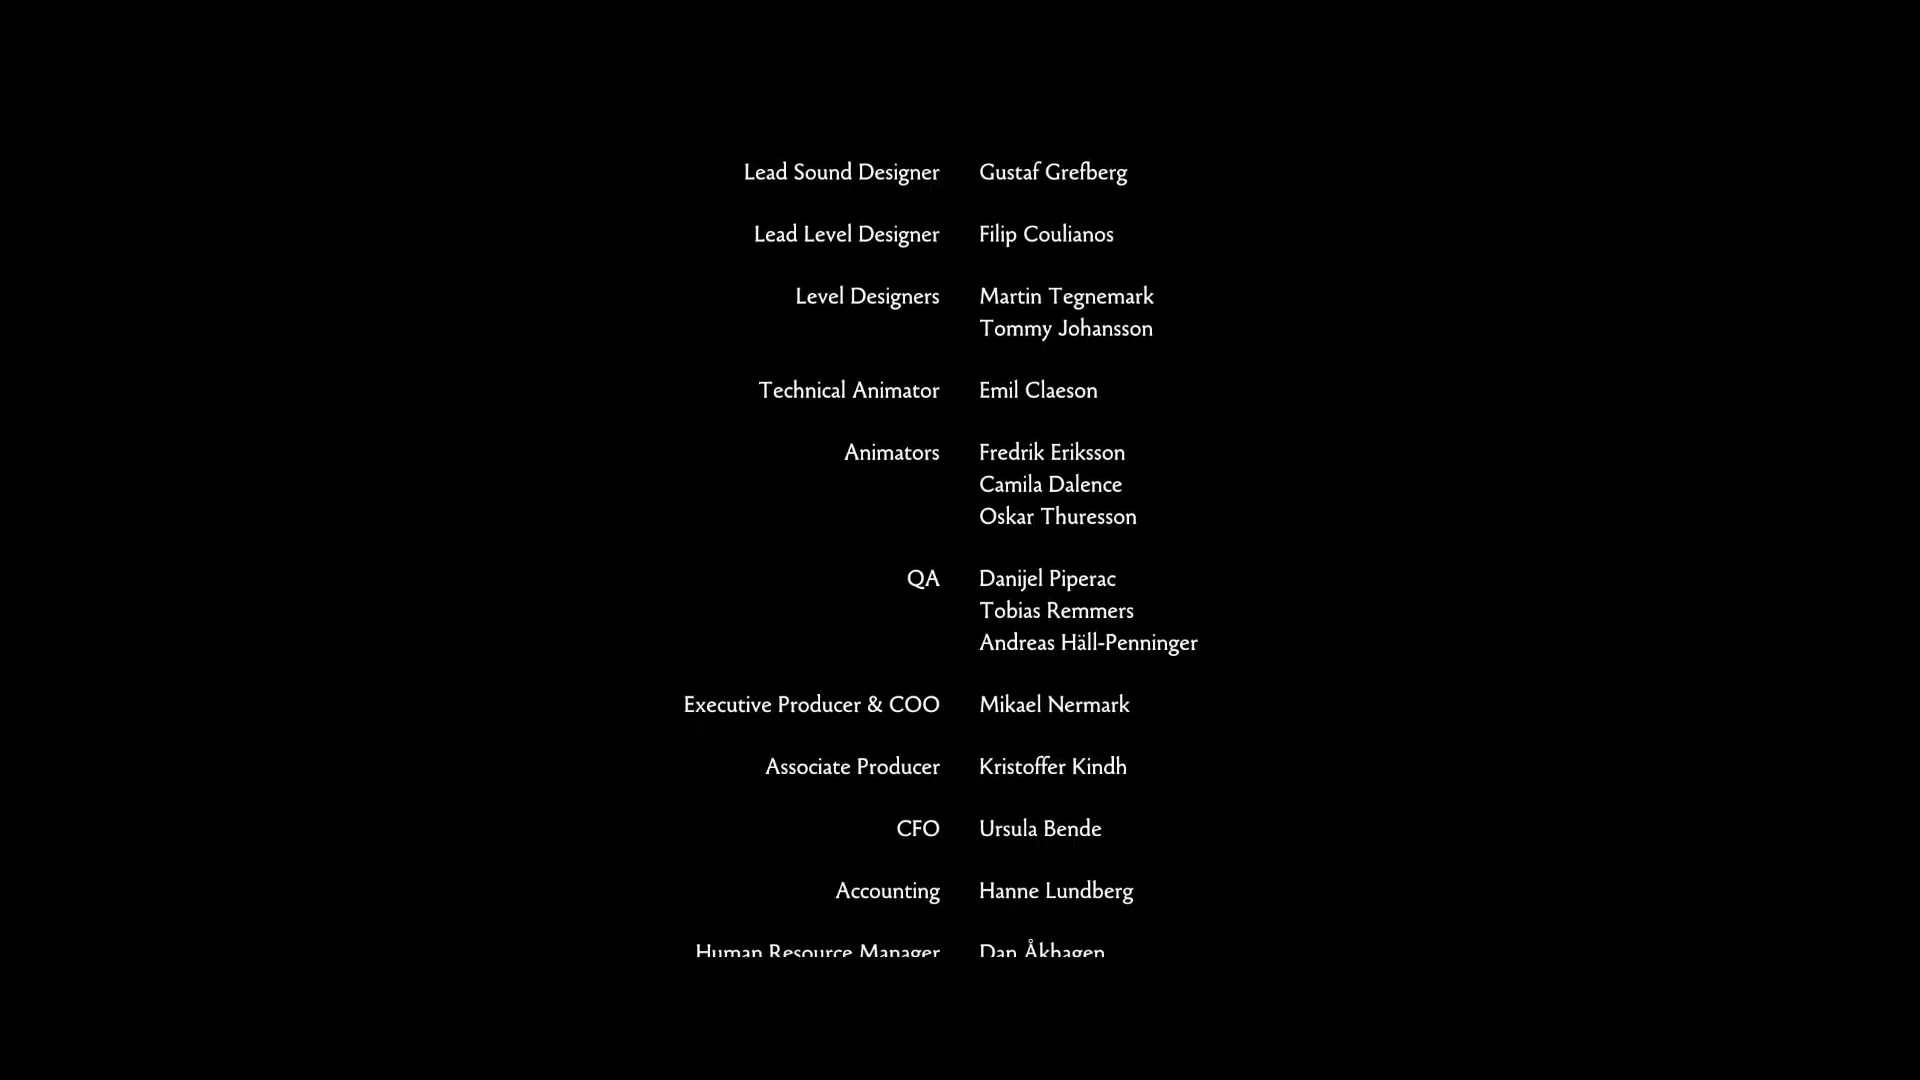 Lead Sound Designer Gustaf Grefberg
Lead Level Designer Filip Coulianos
Level Designers Martin Tegnemark
Tommy Johansson
Technical Animator Emil Claeson
Animators Fredrik Eriksson
Camila Dalence
Oskar Thuresson
QA Danijel Piperac
Tobias Remmers
Andreas Häll-Penninger
Executive Producer & COO Mikael Nermark
Associate Producer Kristoffer Kindh
CFO Ursula Bende
Accounting Hanne Lundberg
Human Resource Manager Dan Åkhagen